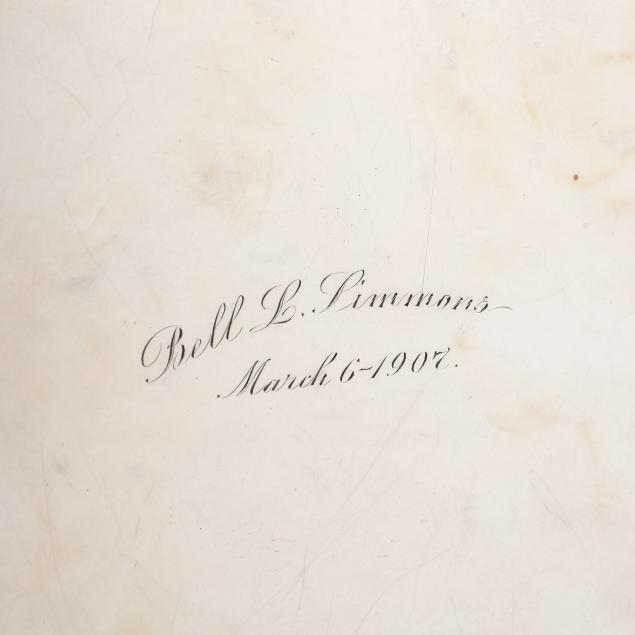 Bell L. Simmons
March 6-1907.